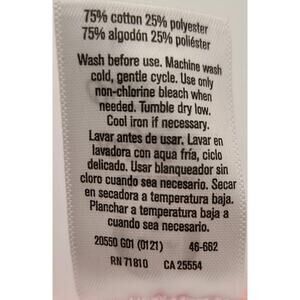 75% cotton 25% polyester
75% algodón 25% poliéster
Wash before use. Machine wash
cold, gentle cycle. Use only
non-chlorine bleach when
needed. Tumble dry low.
Cool iron if necessary.
Lavar antes de usar. Lavar en
lavadora con agua fría, ciclo
delicado. Usar blanqueador sin
cloro cuando sea necesario. Secar
en secadora a temperatura baja.
Planchar a temperatura baja a
cuando sea necesario.
20550 G01 (0121) 46-662
RN 71810 CA 25554